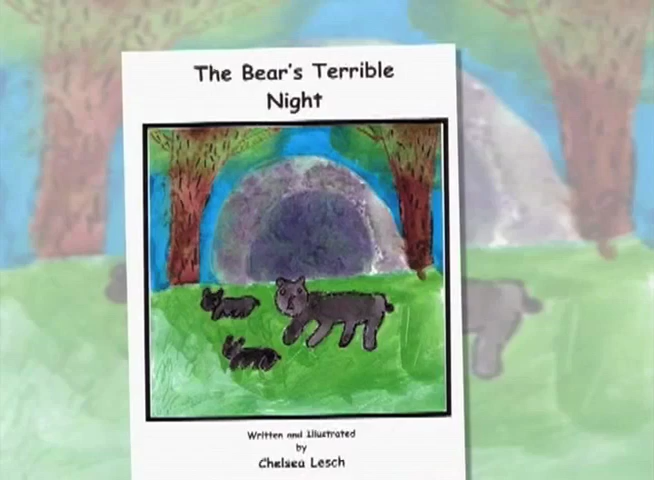 The Bear's Terrible
Night
Written and Illustrated
by
Chelsea Lesch